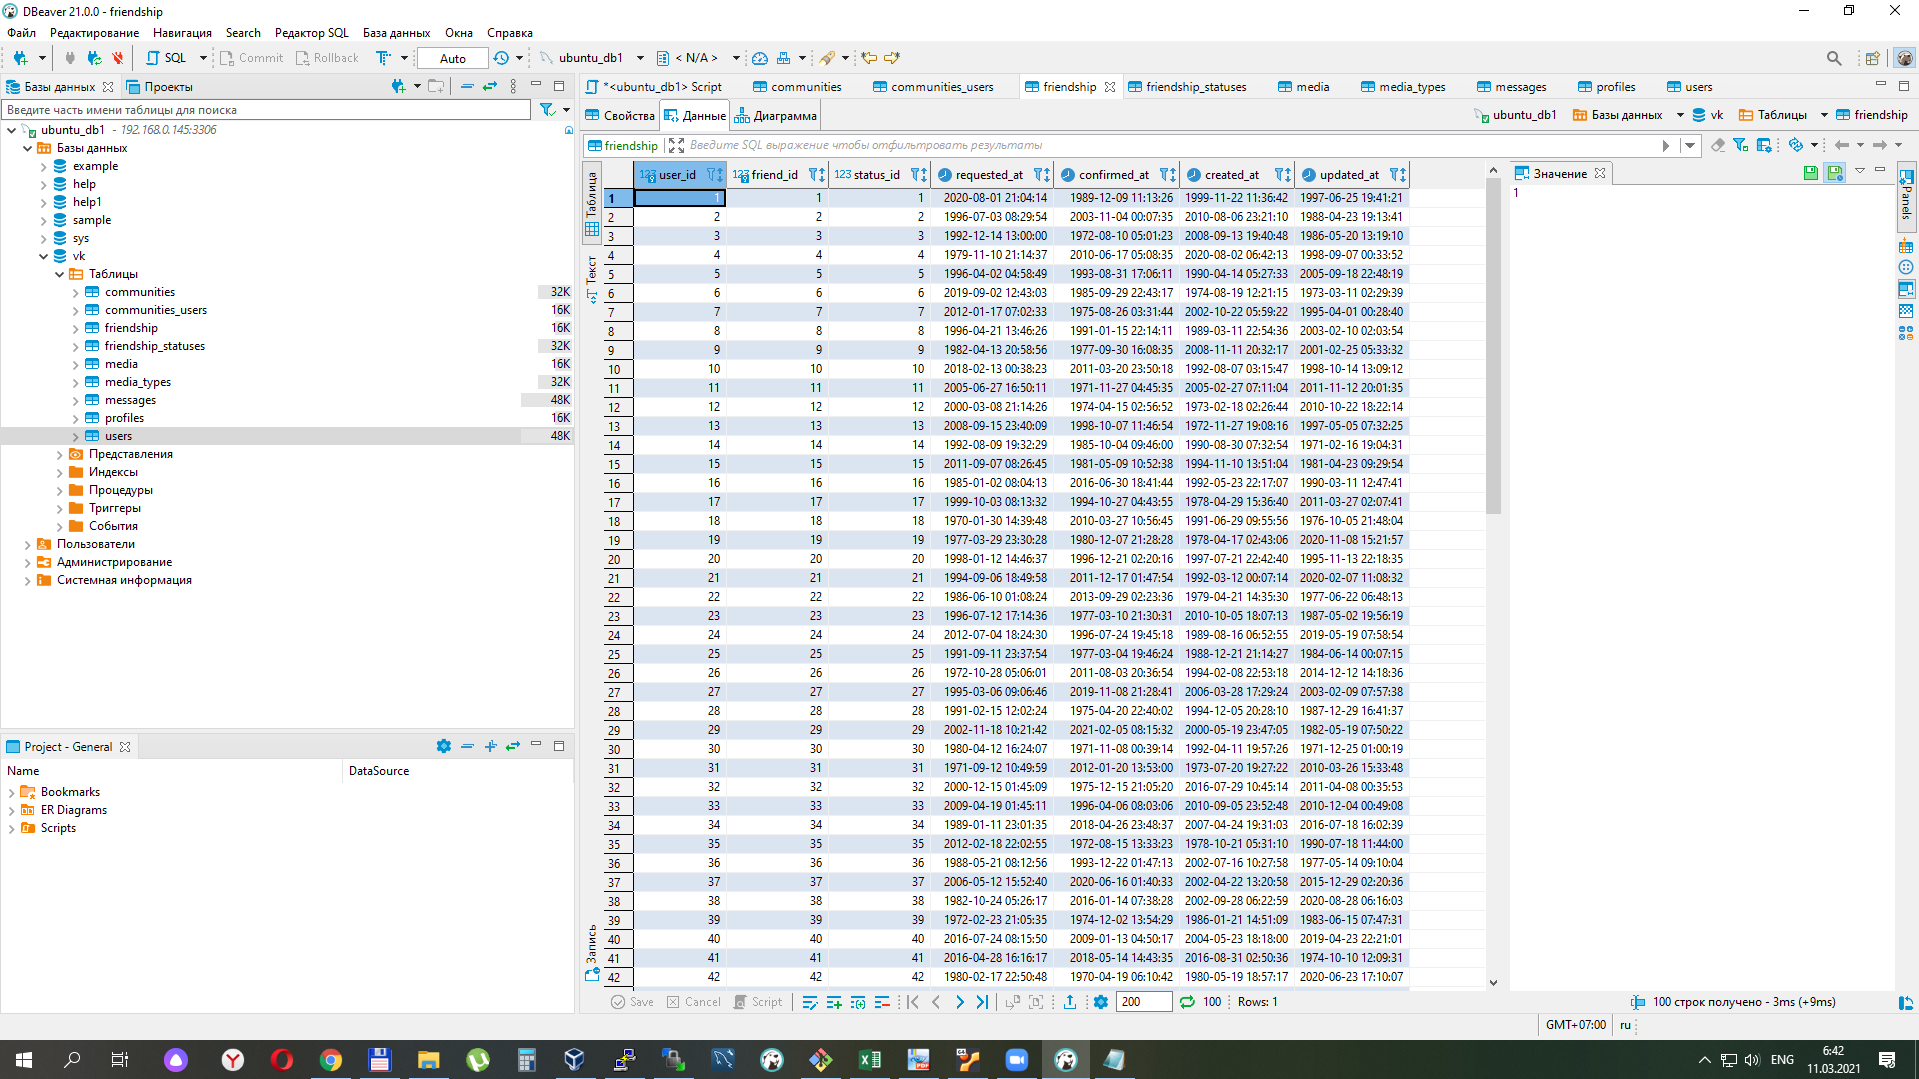 DBeaver 21.0.0 - friendship
Файл Редактирование Навигация Search Редактор SQL База данных Окна Справка
SQL Commit Rollback Auto ubuntu_db1 < N/A >
Базы данных Проекты
Введите часть имени таблицы для поиска
ubuntu_db1 - 192.168.0.145:3306
Базы данных
example
help
help1
sample
sys
vk
Таблицы
communities 32K
communities_users 16K
friendship 16K
friendship_statuses 32K
media 16K
media_types 32K
messages 48K
profiles 16K
users 48K
Представления
Индексы
Процедуры
Триггеры
События
Пользователи
Администрирование
Системная информация
Project - General
Name DataSource
Bookmarks
ER Diagrams
Scripts
*<ubuntu_db1> Script communities communities_users friendship friendship_statuses media media_types messages profiles users
Свойства Данные Диаграмма ubuntu_db1 Базы данных vk Таблицы friendship
friendship Введите SQL выражение чтобы отфильтровать результаты
Таблица
Текст
Запись
123 user_id 123 friend_id 123 status_id requested_at confirmed_at created_at updated_at
1 1 1 1 2020-08-01 21:04:14 1989-12-09 11:13:26 1999-11-22 11:36:42 1997-06-25 19:41:21
2 2 2 2 1996-07-03 08:29:54 2003-11-04 00:07:35 2010-08-06 23:21:10 1988-04-23 19:13:41
3 3 3 3 1992-12-14 13:00:00 1972-08-10 05:01:23 2008-09-13 19:40:48 1986-05-20 13:19:10
4 4 4 4 1979-11-10 21:14:37 2010-06-17 05:08:35 2020-08-02 06:42:13 1998-09-07 00:33:52
5 5 5 5 1996-04-02 04:58:49 1993-08-31 17:06:11 1990-04-14 05:27:33 2005-09-18 22:48:19
6 6 6 6 2019-09-02 12:43:03 1985-09-29 22:43:17 1974-08-19 12:21:15 1973-03-11 02:29:39
7 7 7 7 2012-01-17 07:02:33 1975-08-26 03:31:44 2002-10-22 05:59:22 1995-04-01 00:28:40
8 8 8 8 1996-04-21 13:46:26 1991-01-15 22:14:11 1989-03-11 22:54:36 2003-02-10 02:03:54
9 9 9 9 1982-04-13 20:58:56 1977-09-30 16:08:35 2008-11-11 20:32:17 2001-02-25 05:33:32
10 10 10 10 2018-02-13 00:38:23 2011-03-20 23:50:18 1992-08-07 03:15:47 1998-10-14 13:09:12
11 11 11 11 2005-06-27 16:50:11 1971-11-27 04:45:35 2005-02-27 07:11:04 2011-11-12 20:01:35
12 12 12 12 2000-03-08 21:14:26 1974-04-15 02:56:52 1973-02-18 02:26:44 2010-10-22 18:22:14
13 13 13 13 2008-09-15 23:40:09 1998-10-07 11:46:54 1972-11-27 19:08:16 1997-05-05 07:32:25
14 14 14 14 1992-08-09 19:32:29 1985-10-04 09:46:00 1990-08-30 07:32:54 1971-02-16 19:04:31
15 15 15 15 2011-09-07 08:26:45 1981-05-09 10:52:38 1994-11-10 13:51:04 1981-04-23 09:29:54
16 16 16 16 1985-01-02 08:04:13 2016-06-30 18:41:44 1992-05-23 22:17:07 1990-03-11 12:47:41
17 17 17 17 1999-10-03 08:13:32 1994-10-27 04:43:55 1978-04-29 15:36:40 2011-03-27 02:07:41
18 18 18 18 1970-01-30 14:39:48 2010-03-27 10:56:45 1991-06-29 09:55:56 1976-10-05 21:48:04
19 19 19 19 1977-03-29 23:30:28 1980-12-07 21:28:28 1978-04-17 02:43:06 2020-11-08 15:21:57
20 20 20 20 1998-01-12 14:46:37 1996-12-21 02:20:16 1997-07-21 22:42:40 1995-11-13 22:18:35
21 21 21 21 1994-09-06 18:49:58 2011-12-17 01:47:54 1992-03-12 00:07:14 2020-02-07 11:08:32
22 22 22 22 1986-06-10 01:08:24 2013-09-29 02:23:36 1979-04-21 14:35:30 1977-06-22 06:48:13
23 23 23 23 1996-07-12 17:14:36 1977-03-10 21:30:31 2010-10-05 18:07:13 1987-05-02 19:56:19
24 24 24 24 2012-07-04 18:24:30 1996-07-24 19:45:18 1989-08-16 06:52:55 2019-05-19 07:58:54
25 25 25 25 1991-09-11 23:37:54 1977-03-04 19:46:24 1988-12-21 21:14:27 1984-06-14 00:07:15
26 26 26 26 1972-10-28 05:06:01 2011-08-03 20:36:54 1994-02-08 22:53:18 2014-12-12 14:18:36
27 27 27 27 1995-03-06 09:06:46 2019-11-08 21:28:41 2006-03-28 17:29:24 2003-02-09 07:57:38
28 28 28 28 1991-02-15 12:02:24 1975-04-20 22:40:02 1994-12-05 20:28:10 1987-12-29 16:41:37
29 29 29 29 2002-11-18 10:21:42 2021-02-05 08:15:32 2000-05-19 23:47:05 1982-05-19 07:50:22
30 30 30 30 1980-04-12 16:24:07 1971-11-08 00:39:14 1992-04-11 19:57:26 1971-12-25 01:00:19
31 31 31 31 1971-09-12 10:49:59 2012-01-20 13:53:00 1973-07-20 19:27:22 2010-03-26 15:33:48
32 32 32 32 2000-12-15 01:45:09 1975-12-15 21:05:20 2016-07-29 10:45:14 2011-04-08 00:35:53
33 33 33 33 2009-04-19 01:45:11 1996-04-06 08:03:06 2010-09-05 23:52:48 2010-12-04 00:49:08
34 34 34 34 1989-01-11 23:01:35 2018-04-26 23:48:37 2007-04-24 19:31:03 2016-07-18 16:02:39
35 35 35 35 2012-02-18 22:02:55 1972-08-15 13:33:23 1978-10-21 05:31:10 1990-07-18 11:44:00
36 36 36 36 1988-05-21 08:12:56 1993-12-22 01:47:13 2002-07-16 10:27:58 1977-05-14 09:10:04
37 37 37 37 2006-05-12 15:52:40 2020-06-16 01:40:33 2002-04-22 13:20:58 2015-12-29 02:20:36
38 38 38 38 1982-10-24 05:26:17 2016-01-14 07:38:28 2002-09-28 06:22:59 2020-08-28 06:16:03
39 39 39 39 1972-02-23 21:05:35 1974-12-02 13:54:29 1986-01-21 14:51:09 1983-06-15 07:47:31
40 40 40 40 2016-07-24 08:15:50 2009-01-13 04:50:17 2004-05-23 18:18:00 2019-04-23 22:21:01
41 41 41 41 2016-04-28 16:16:17 2018-05-14 14:43:35 2016-08-31 02:50:36 1974-10-10 12:09:31
42 42 42 42 1980-02-17 22:50:48 1970-04-19 06:10:42 1980-05-19 18:57:17 2020-06-23 17:10:07
Значение
1
Panels
Save Cancel Script 200 100 Rows: 1 100 строк получено - 3ms (+9ms)
GMT+07:00 ru
ENG 6:42
11.03.2021